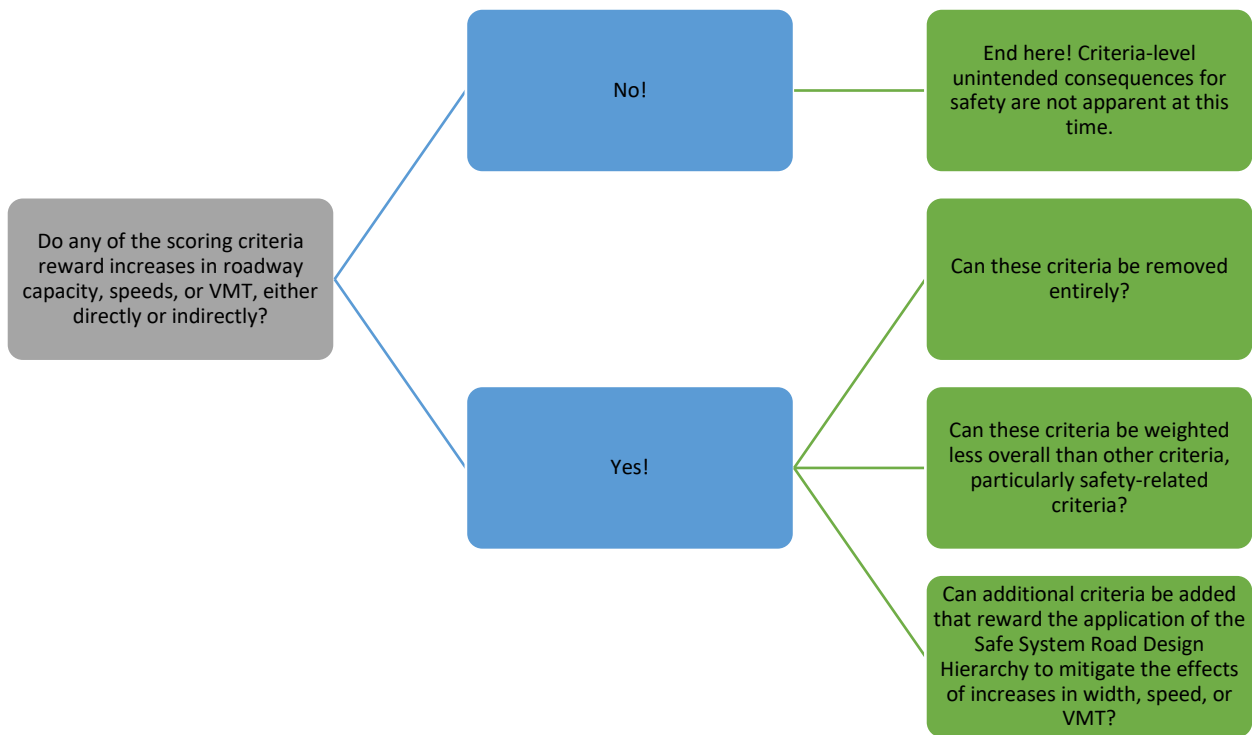 Do any of the scoring criteria
reward increases in roadway
capacity, speeds, or VMT, either
directly or indirectly?
No!
End here! Criteria-level
unintended consequences for
safety are not apparent at this
time.
Yes!
Can these criteria be removed
entirely?
Can these criteria be weighted
less overall than other criteria,
particularly safety-related
criteria?
Can additional criteria be added
that reward the application of the
Safe System Road Design
Hierarchy to mitigate the effects
of increases in width, speed, or
VMT?